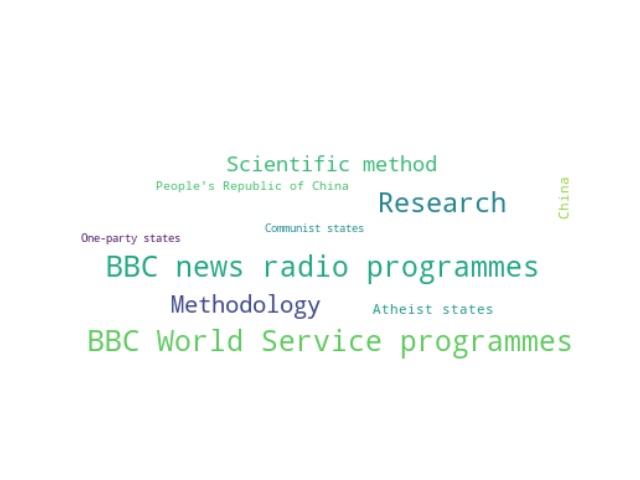 Scientific method
People's Republic of China
China
Research
Communist states
One-party states
BBC news radio programmes
Methodology
Atheist states
BBC World Service programmes